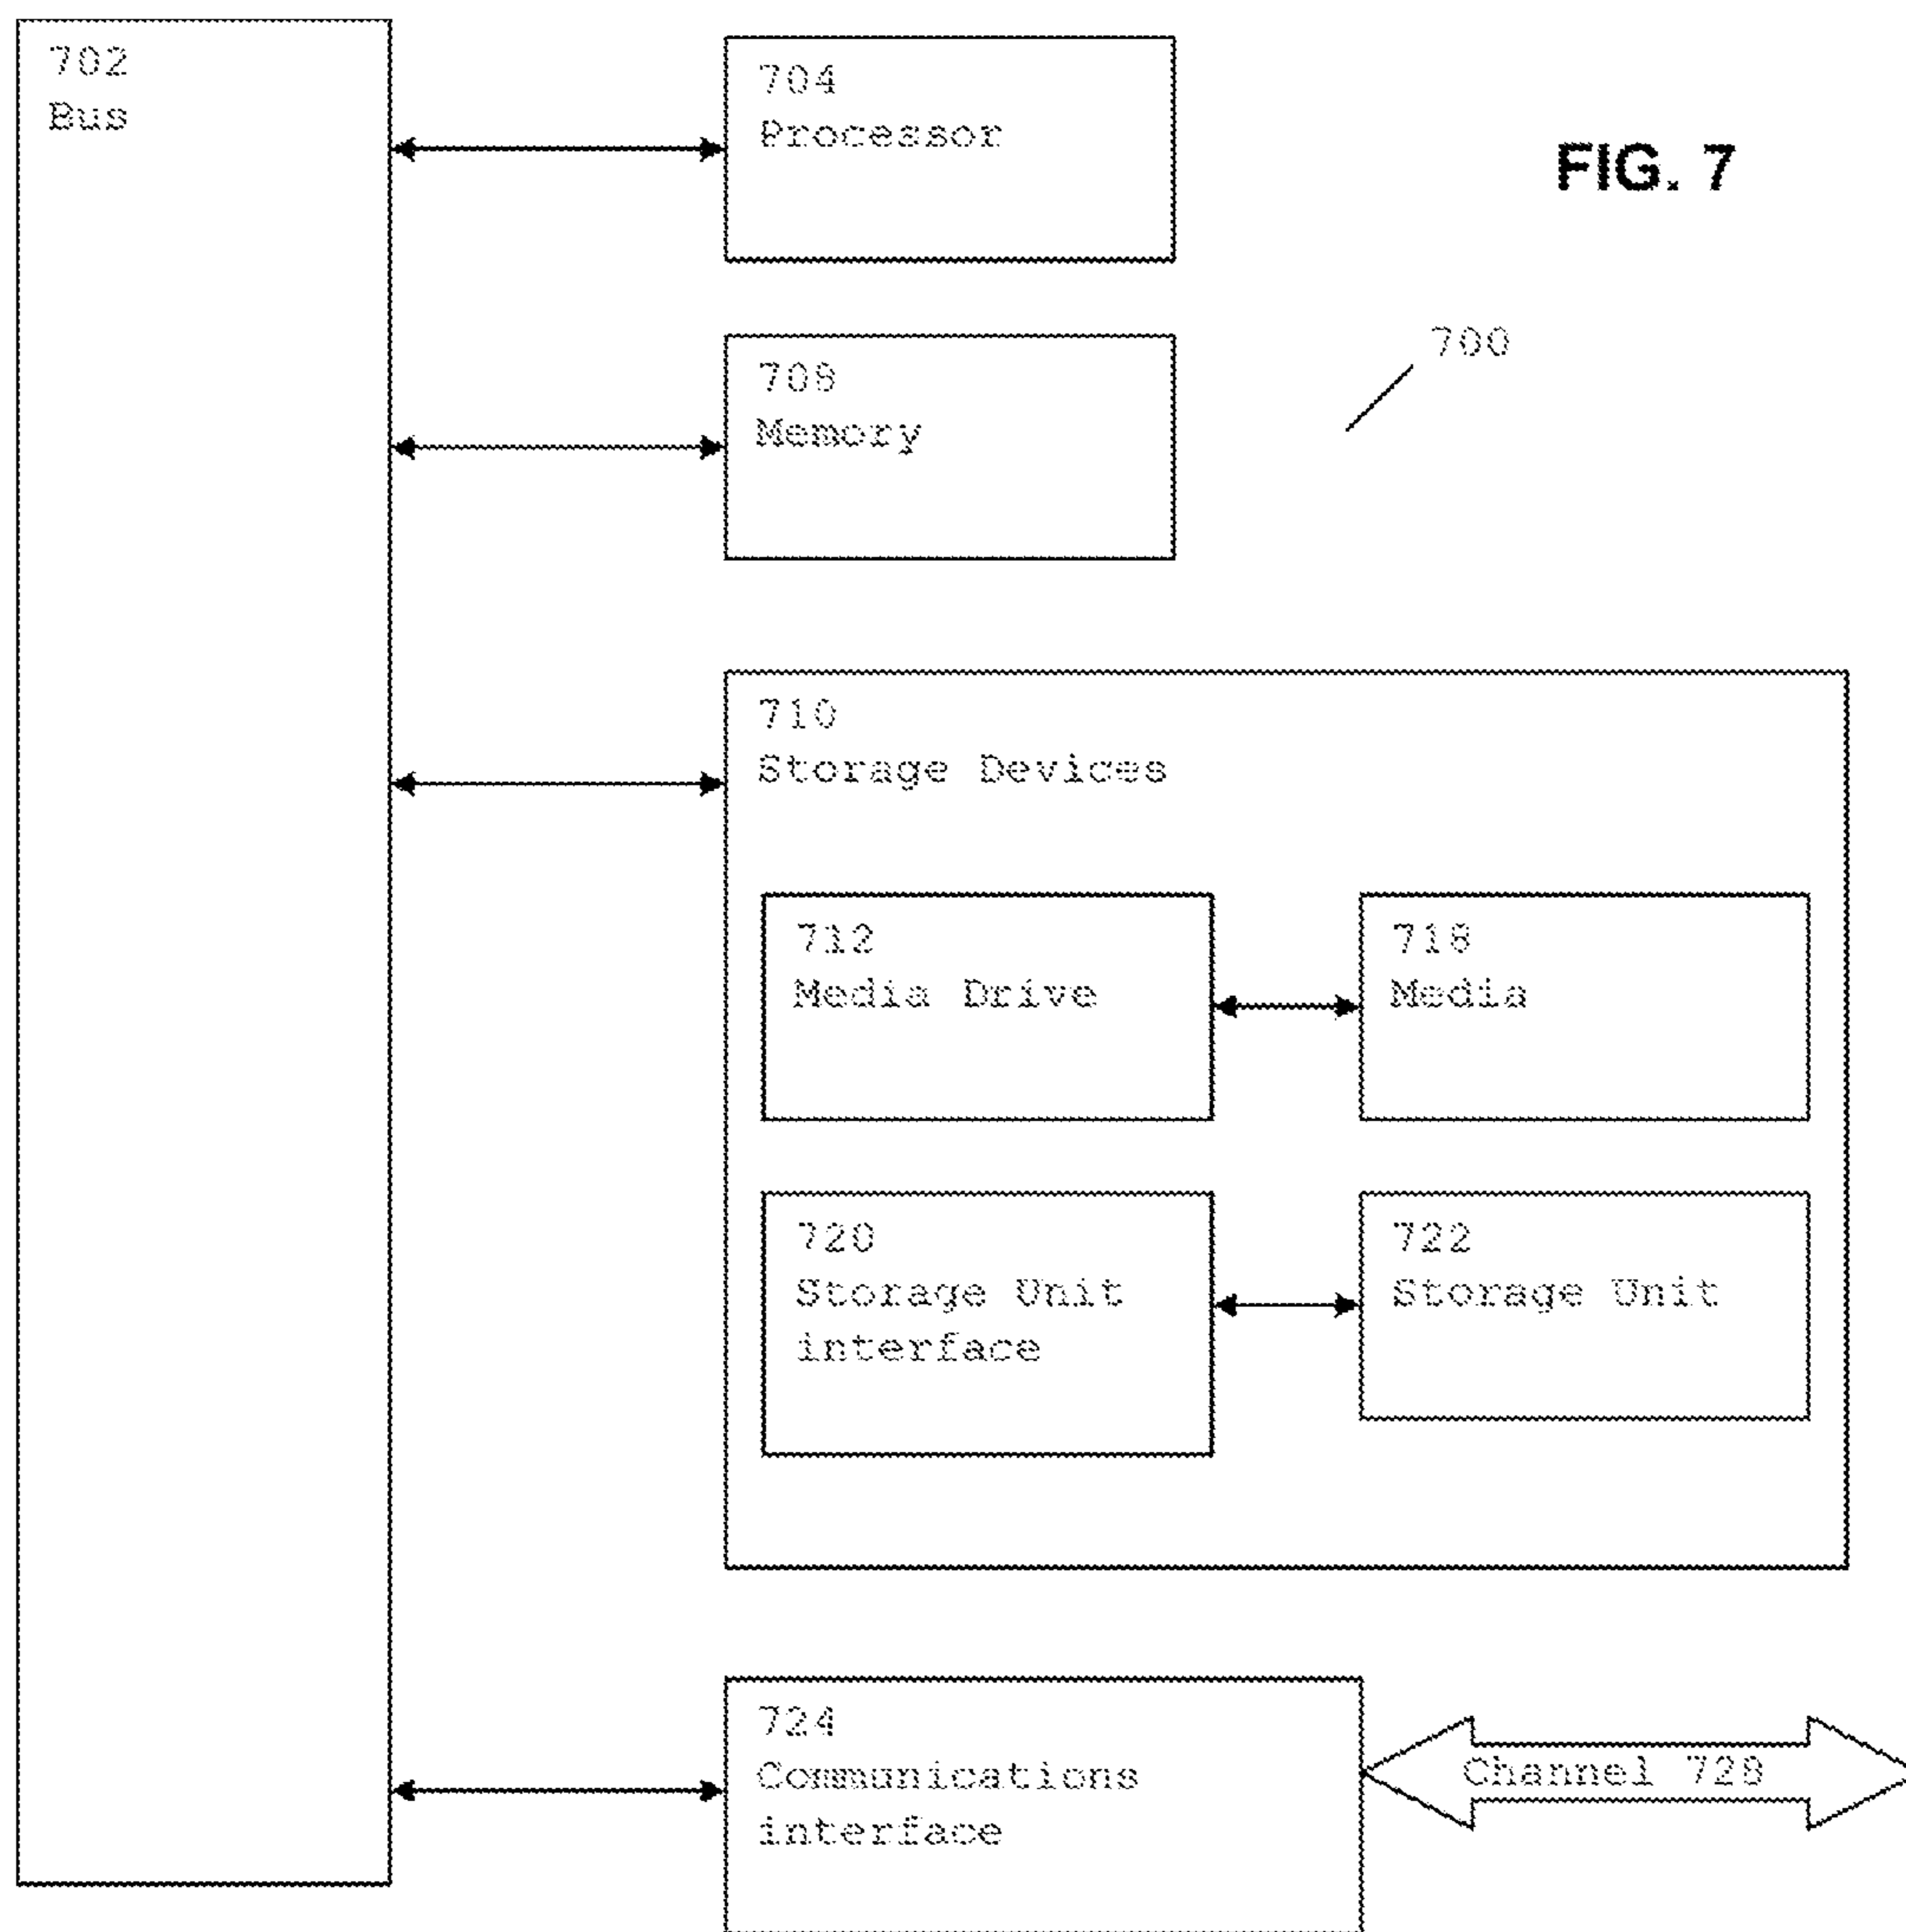 702
Bus
704
Processor
FIG. 7
700
708
Memory
710
Storage Devices
712
Media Drive
718
Media
720
Storage Unit
interface
722
Storage Unit
724
Communications
interface
Channel 728